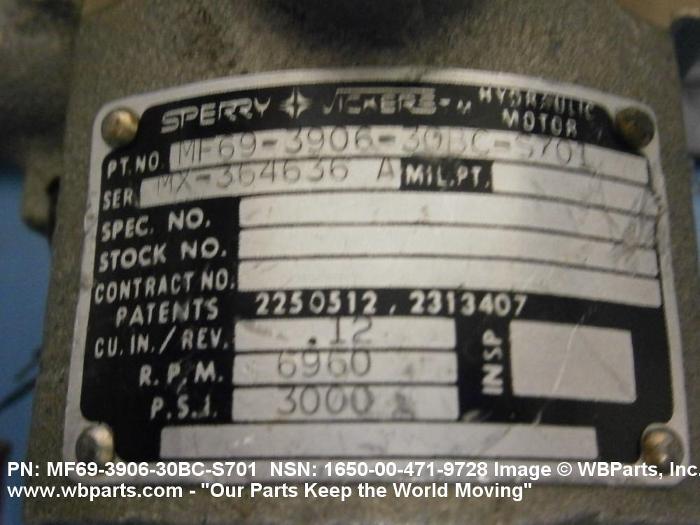 SPERRY VICKERS-M HYDRAULIC MOTOR
PT. NO. MF69-3906-30BC-S701
SER. MX-364636 A MIL. PT.
SPEC. NO.
STOCK NO.
CONTRACT NO.
PATENTS 2250512, 2313407
CU. IN. / REV. .12
R. P. M. 6960
P. S. I. 3000
INSP
PN: MF69-3906-30BC-S701 NSN: 1650-00-471-9728 Image © WBParts, Inc.
www.wbparts.com - "Our Parts Keep the World Moving"